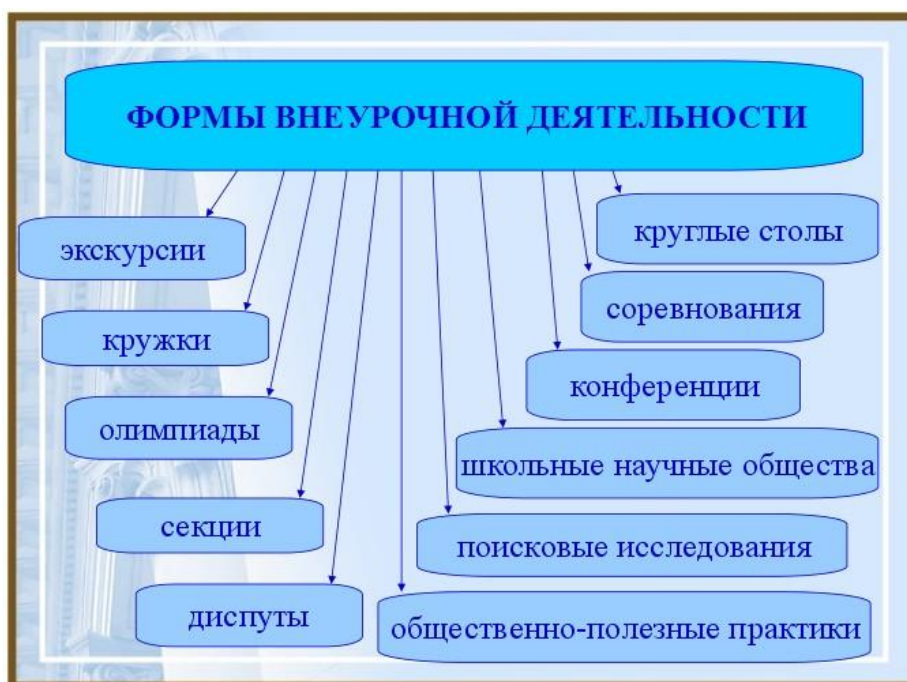 ФОРМЫ ВНЕУРОЧНОЙ ДЕЯТЕЛЬНОСТИ
экскурсии
кружки
олимпиады
секции
диспуты
круглые столы
соревнования
конференции
школьные научные общества
поисковые исследования
общественно-полезные практики